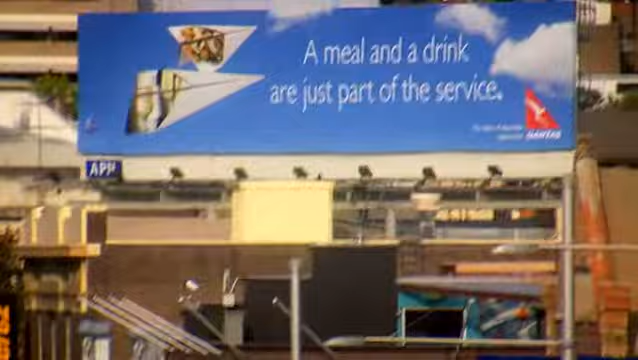 A meal and a drink
are just part of the service.
QANTAS
APN